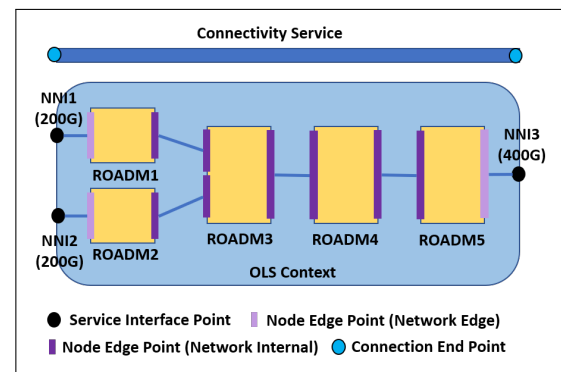 Connectivity Service
NNI1
(200G)
NNI3
(400G)
ROADM1
ROADM3
ROADM4
ROADM5
NNI2
(200G)
ROADM2
OLS Context
Service Interface Point
Node Edge Point (Network Edge)
Node Edge Point (Network Internal)
Connection End Point